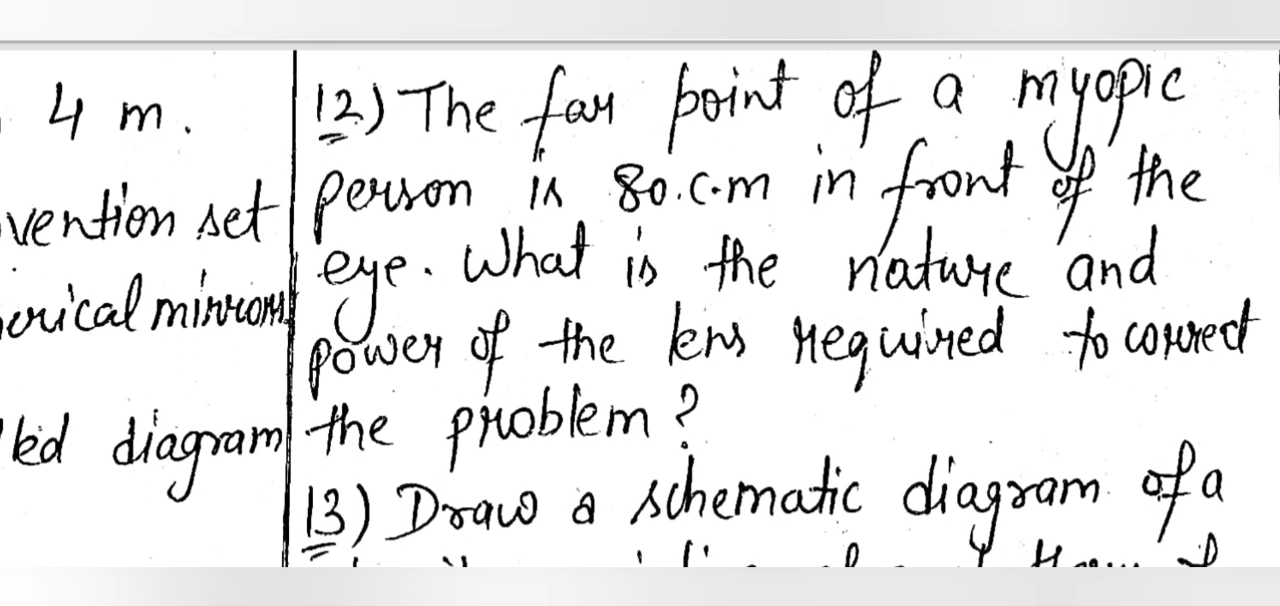 4 m.
vention set
erical mirrors
led diagram
12) The far point of a myopic
person is 80.c.m in front of the
eye. What is the nature and
power of the lens required to correct
the problem?
13) Draw a schematic diagram of a